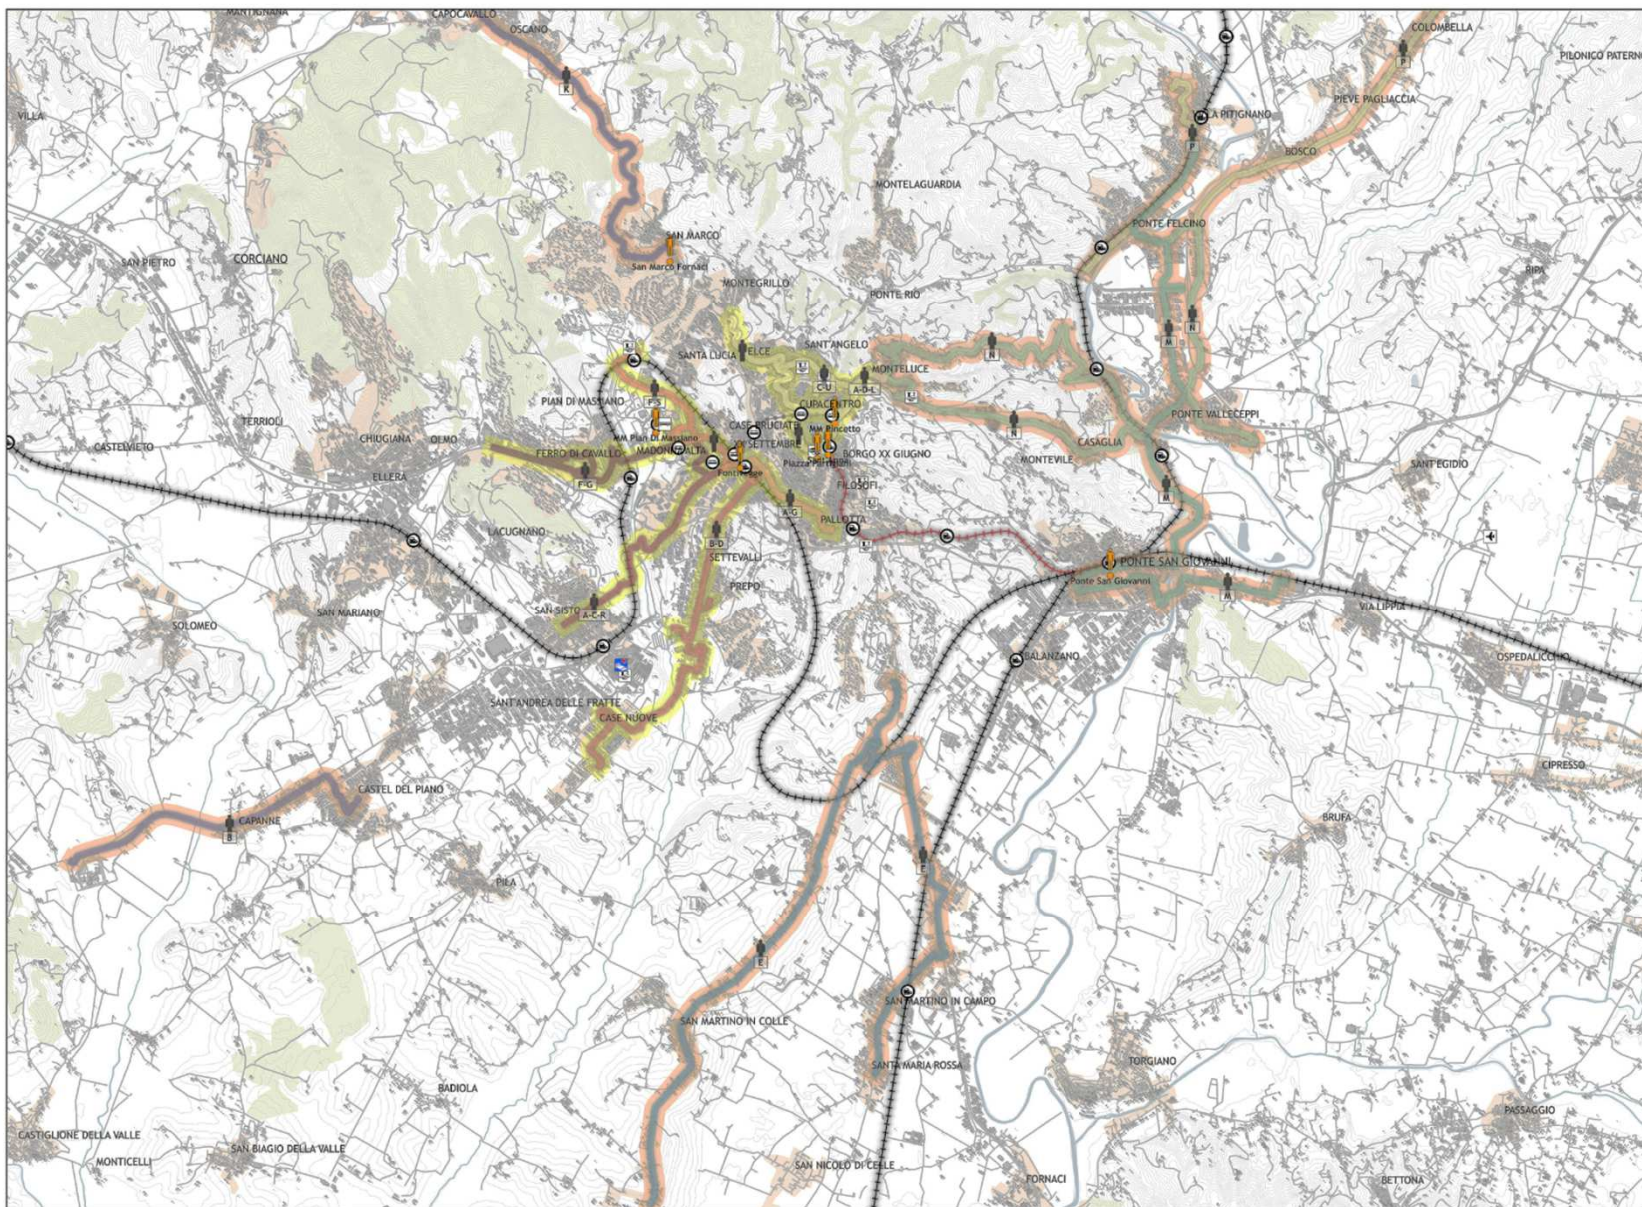 MANTIGNANA
CAPOCAVALLO
OSCANO
COLOMBELLA
PILONICO PATERNO
K
P
VILLA
PIEVE PAGLIACCIA
LA PITIGNANO
P
BOSCO
MONTELAGUARDIA
PONTE FELCINO
SAN MARCO
San Marco Fornaci
SAN PIETRO
CORCIANO
RIPA
MONTEGRILLO
PONTE RIO
N
M
N
SANT'ANGELO
SANTA LUCIA
ELCE
MONTELUCE
C-U
A-D-L
P-S
PIAN DI MASSIANO
CUPA
CENTRO
PONTE VALLECEPPI
TERRIOLI
CASE BRUCIATE
MM Pincetto
N
CHIUGIANA
OLMO
MM Pian Di Massiano
SETTEMBRE
CASAGLIA
CASTELVIETO
FERRO DI CAVALLO
MADONNA ALTA
BORGO XX GIUGNO
MONTEVILE
Piazza Partigiani
SANT'EGIDIO
ELLERA
F-G
Fontivegge
FILOSOFI
M
A-G
PALLOTTA
LACUGNANO
B-D
SETTEVALLI
PONTE SAN GIOVANNI
Ponte San Giovanni
PREPO
M
SAN SISTO
A-C-R
VIA LIPPIA
SAN MARIANO
SOLOMEO
BALANZANO
OSPEDALICCHIO
SANT'ANDREA DELLE FRATTE
CASE NUOVE
CIPRESSO
CASTEL DEL PIANO
CAPANNE
B
BRUFA
E
PILA
E
SAN MARTINO IN CAMPO
SAN MARTINO IN COLLE
TORGIANO
SANTA MARIA ROSSA
BADIOLA
PASSAGGIO
CASTIGLIONE DELLA VALLE
SAN BIAGIO DELLA VALLE
MONTICELLI
SAN NICOLO DI CELLE
FORNACI
BETTONA